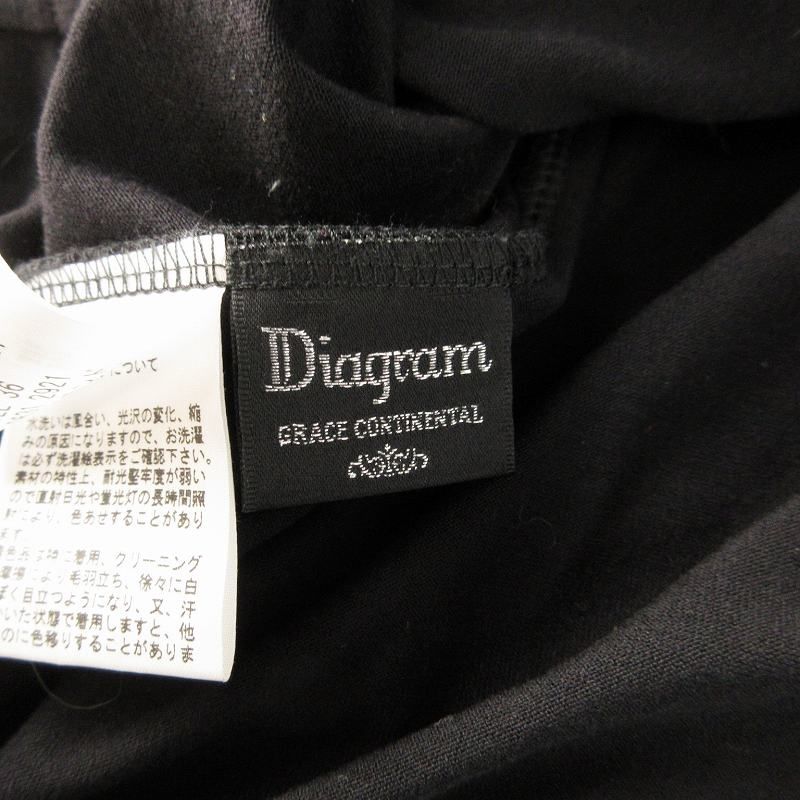 Diagram
GRACE CONTINENTAL
36
2921
について
水洗いは風合い、光沢の変化、縮
みの原因になりますので、お洗濯
は必ず洗濯絵表示をご確認下さい。
素材の特性上、耐光堅牢度が弱い
ので直射日光や蛍光灯の長時間照
射により、色あせすることがあり
着用、クリーニング
により毛羽立ち、徐々に白
ぽく目立つようになり、又、汗
いた状態で着用しますと、他
のに色移りすることがありま